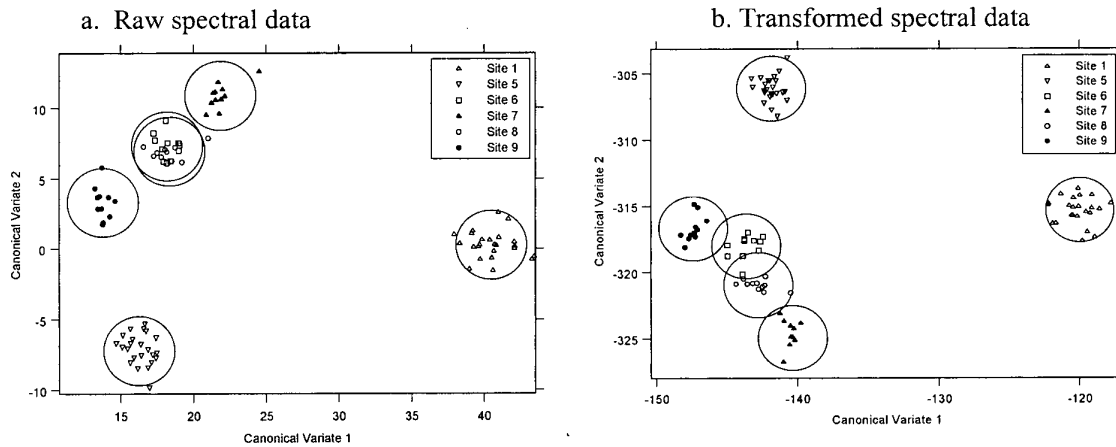 a. Raw spectral data
10
5
0
-5
-10
15
20
25
30
35
40
Canonical Variate 2
Canonical Variate 1
Site 1
Site 5
Site 6
Site 7
Site 8
Site 9
b. Transformed spectral data
-305
-310
-315
-320
-325
-150
-140
-130
-120
Canonical Variate 2
Canonical Variate 1
Site 1
Site 5
Site 6
Site 7
Site 8
Site 9